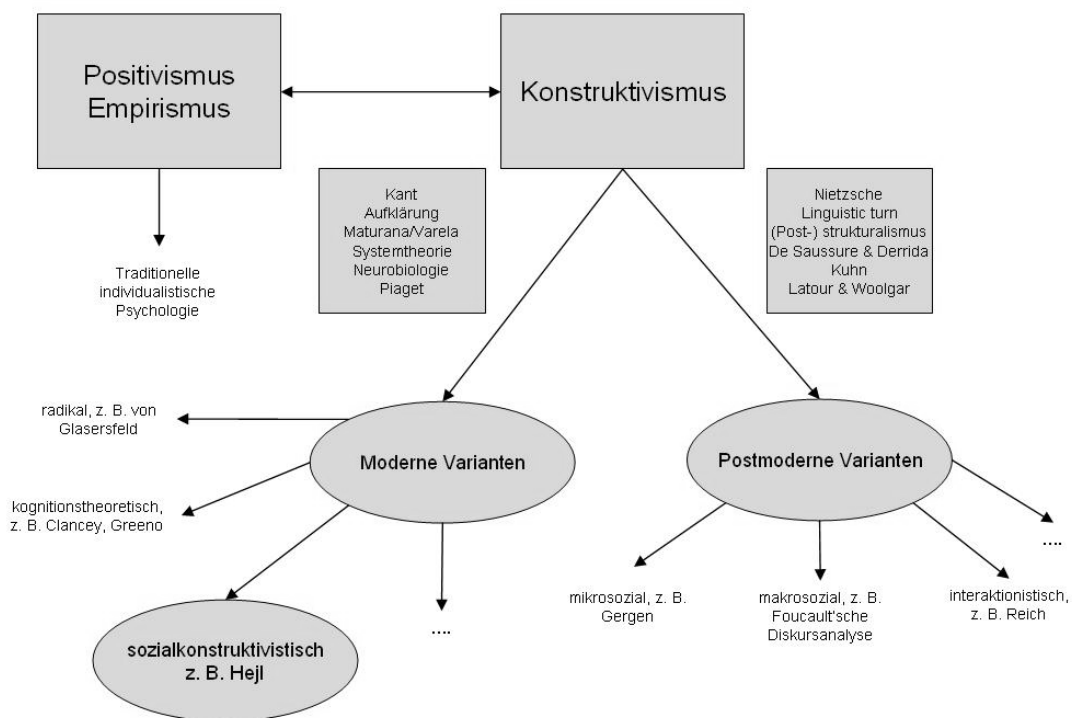 Positivismus
Empirismus
Konstruktivismus
Kant
Aufklärung
Maturana/Varela
Systemtheorie
Neurobiologie
Piaget
Nietzsche
Linguistic turn
(Post-) strukturalismus
De Saussure & Derrida
Kuhn
Latour & Woolgar
Traditionelle
individualistische
Psychologie
radikal, z. B. von
Glasersfeld
Moderne Varianten
Postmoderne Varianten
kognitionstheoretisch,
z. B. Clancey, Greeno
....
....
mikrosozial, z. B.
Gergen
makrosozial, z. B.
Foucault'sche
Diskursanalyse
interaktionistisch,
z. B. Reich
sozialkonstruktivistisch
z. B. Hejl